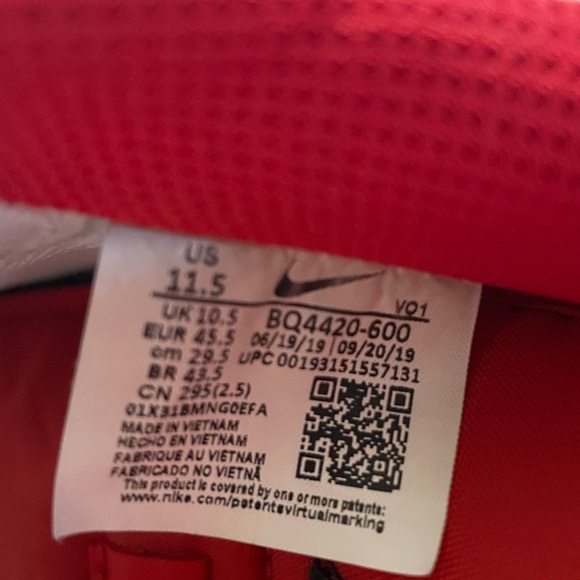 US
11.5
VO1
UK 10.5
BQ4420-600
EUR 45.5
06/19/19 | 09/20/19
cm 29.5
UPC 00193151557131
BR 43.5
CN 295(2.5)
01X31BMNG0EFA
MADE IN VIETNAM
HECHO EN VIETNAM
FABRIQUE AU VIETNAM
FABRICADO NO VIETNÃ
This product is covered by one or more patents:
www.nike.com/patentsvirtualmarking